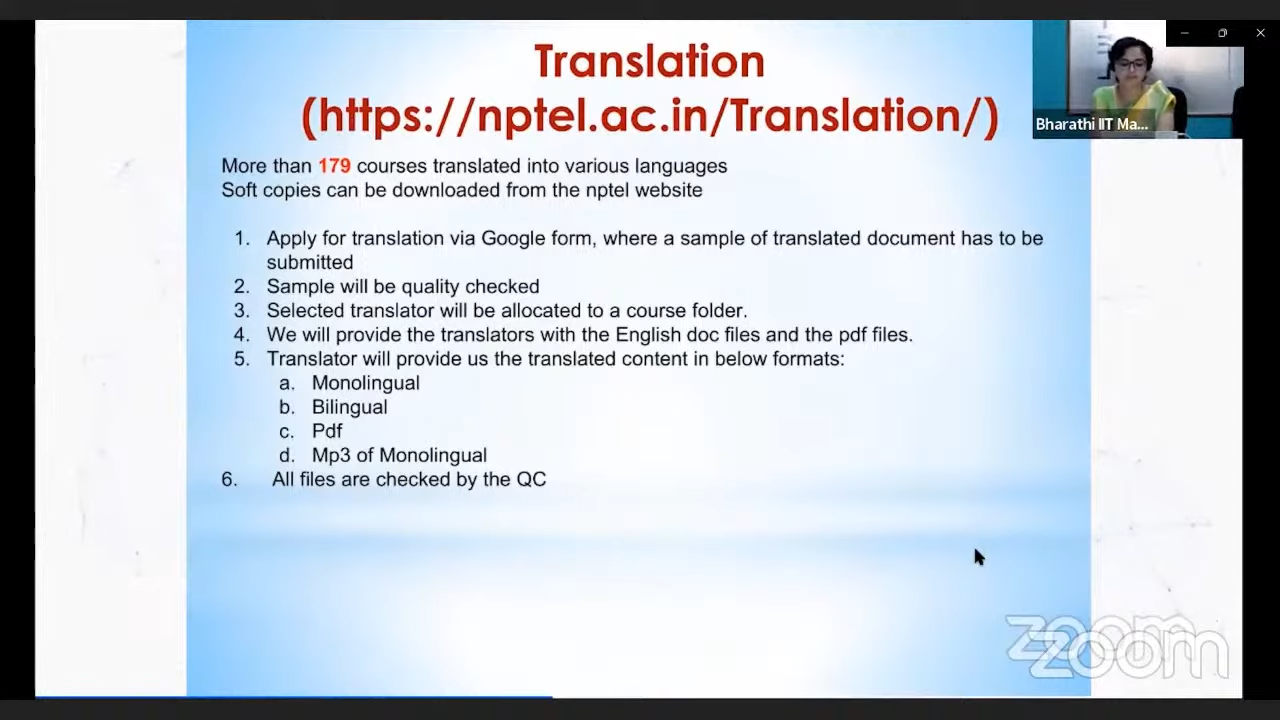 Translation
(https://nptel.ac.in/Translation/)
Bharathi IIT Ma...
More than 179 courses translated into various languages
Soft copies can be downloaded from the nptel website
1. Apply for translation via Google form, where a sample of translated document has to be
submitted
2. Sample will be quality checked
3. Selected translator will be allocated to a course folder.
4. We will provide the translators with the English doc files and the pdf files.
5. Translator will provide us the translated content in below formats:
a. Monolingual
b. Bilingual
c. Pdf
d. Mp3 of Monolingual
6. All files are checked by the QC
zoom
zoom